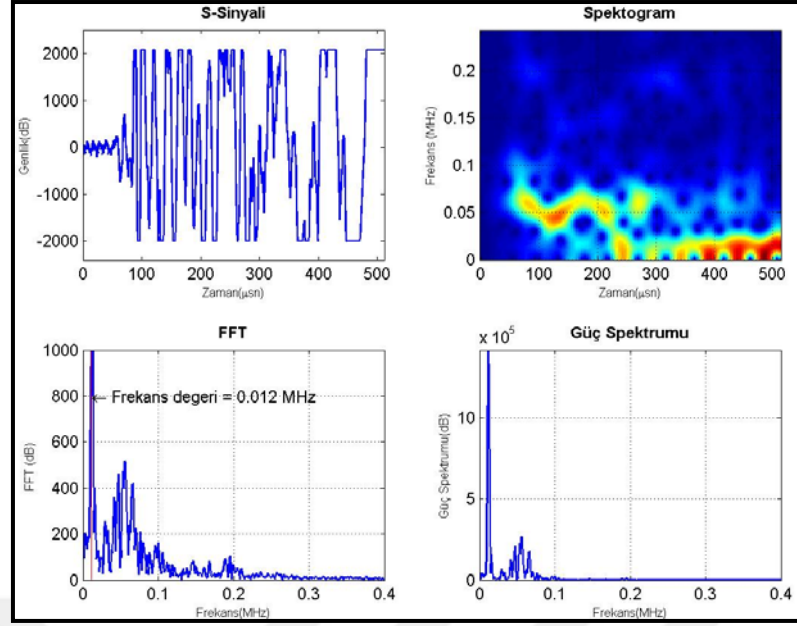 S-Sinyali
Genlik(dB)
2000
1000
0
-1000
-2000
0 100 200 300 400 500
Zaman(μsn)
Spektogram
Frekans (MHz)
0.2
0.15
0.1
0.05
0
0 100 200 300 400 500
Zaman(μsn)
FFT
FFT (dB)
1000
800
600
400
200
0
← Frekans degeri = 0.012 MHz
0 0.1 0.2 0.3 0.4
Frekans(MHz)
Güç Spektrumu
x 10^5
Güç Spektrumu(dB)
10
5
0
0 0.1 0.2 0.3 0.4
Frekans(MHz)